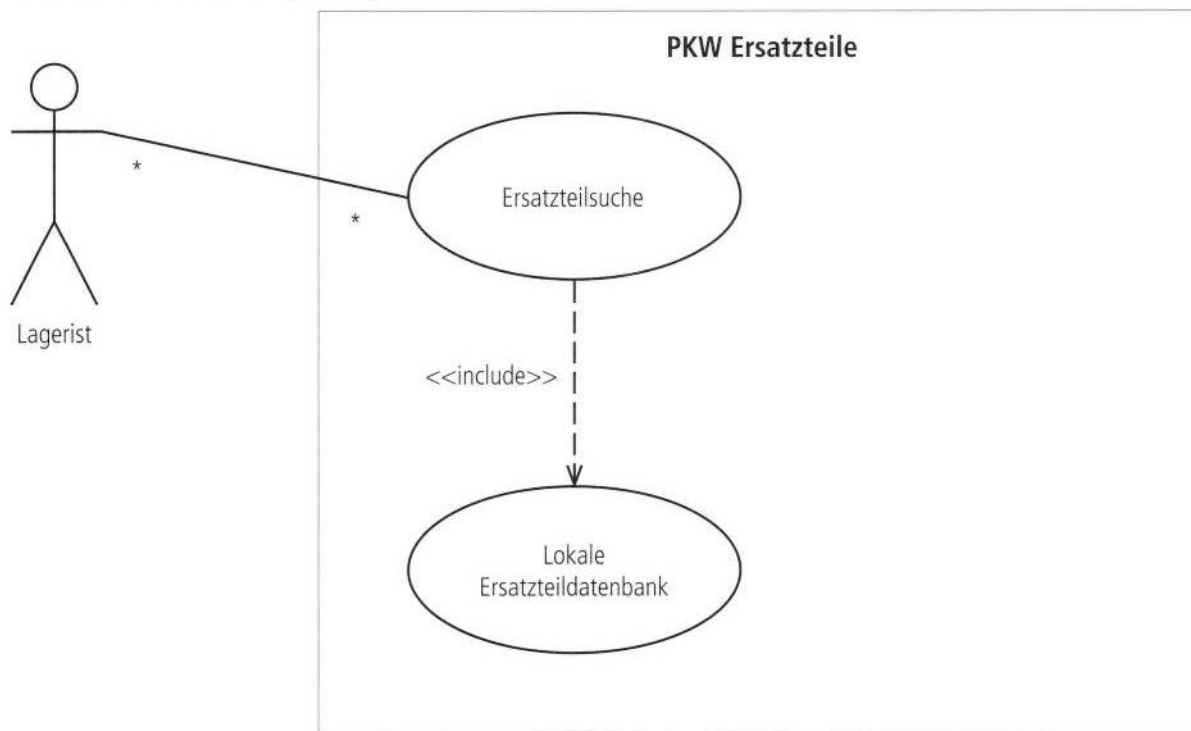 PKW Ersatzteile
*
*
Ersatzteilsuche
Lagerist
<<include>>
Lokale
Ersatzteildatenbank